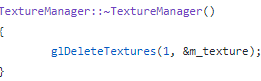 TextureManager::~TextureManager()
{
glDeleteTextures(1, &m_texture);
}